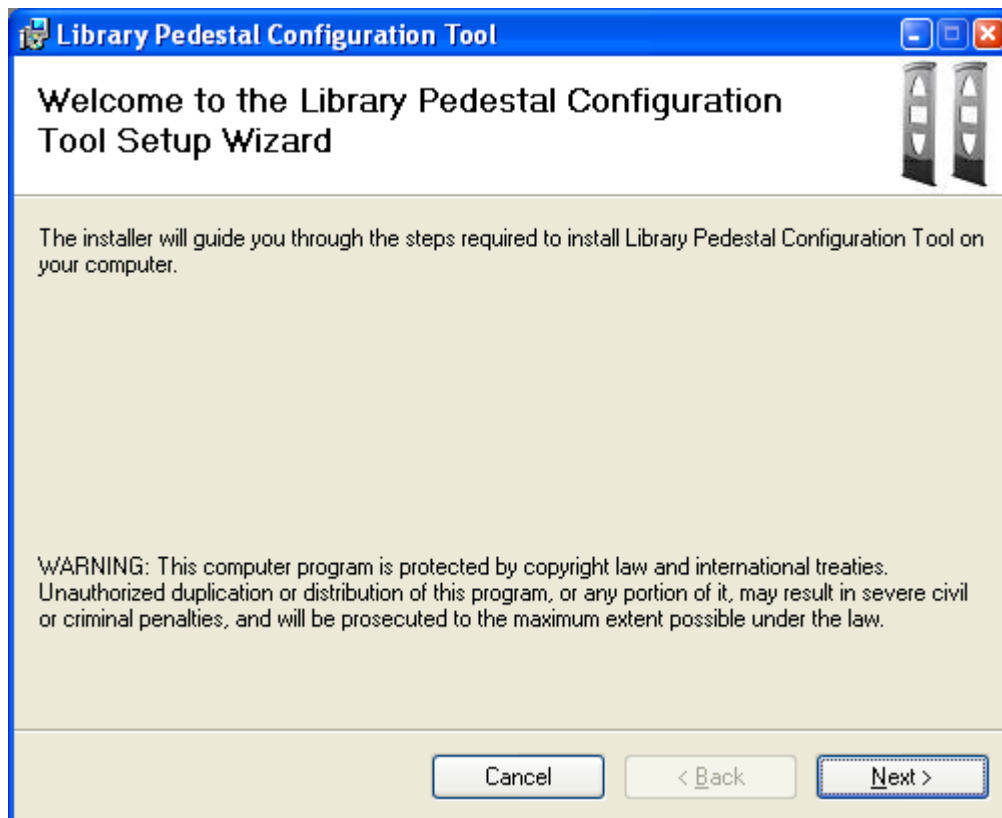 Library Pedestal Configuration Tool
Welcome to the Library Pedestal Configuration
Tool Setup Wizard
The installer will guide you through the steps required to install Library Pedestal Configuration Tool on
your computer.
WARNING: This computer program is protected by copyright law and international treaties.
Unauthorized duplication or distribution of this program, or any portion of it, may result in severe civil
or criminal penalties, and will be prosecuted to the maximum extent possible under the law.
Cancel
< Back
Next >